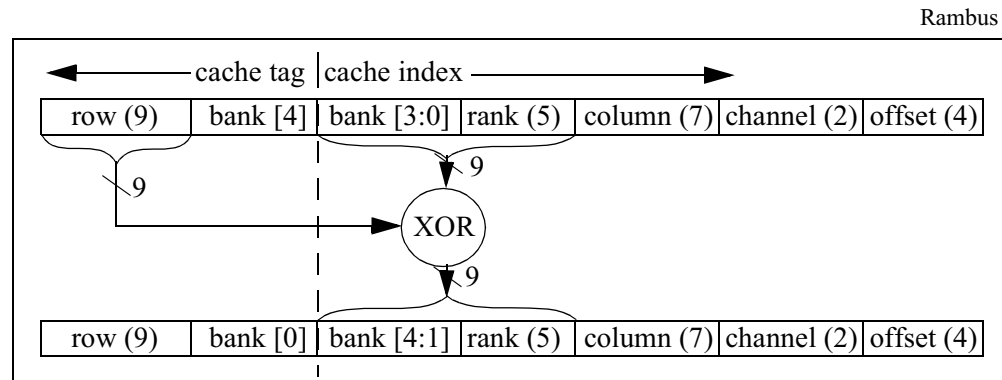 Rambus
cache tag cache index
row (9) bank [4] bank [3:0] rank (5) column (7) channel (2) offset (4)
9 9
XOR
9
row (9) bank [0] bank [4:1] rank (5) column (7) channel (2) offset (4)